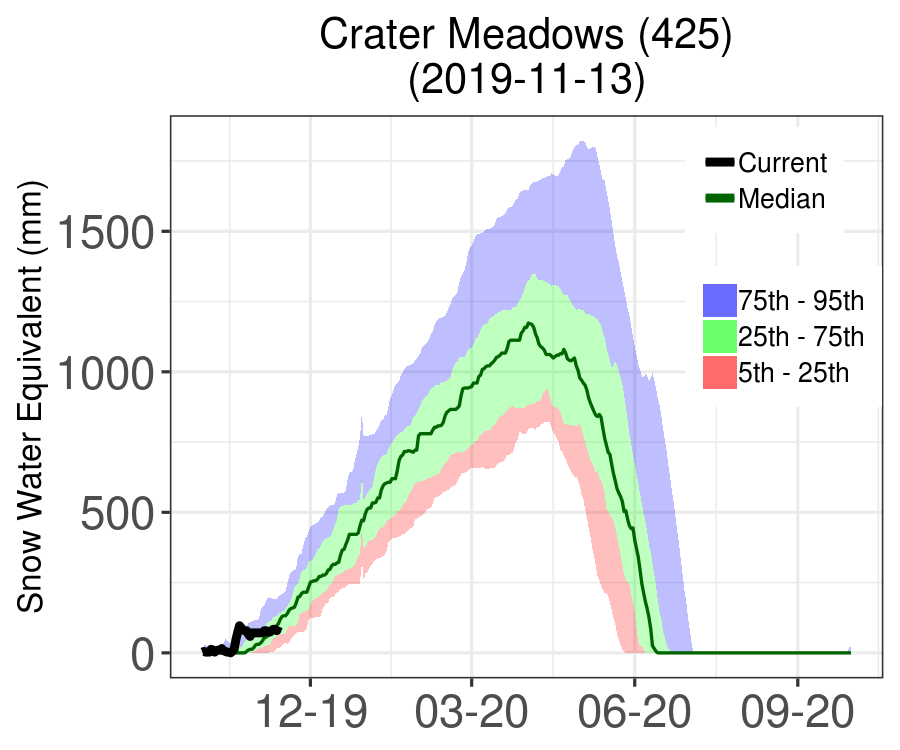 Crater Meadows (425)
(2019-11-13)
Snow Water Equivalent (mm)
1500
1000
500
0
12-19
03-20
06-20
09-20
Current
Median
75th - 95th
25th - 75th
5th - 25th